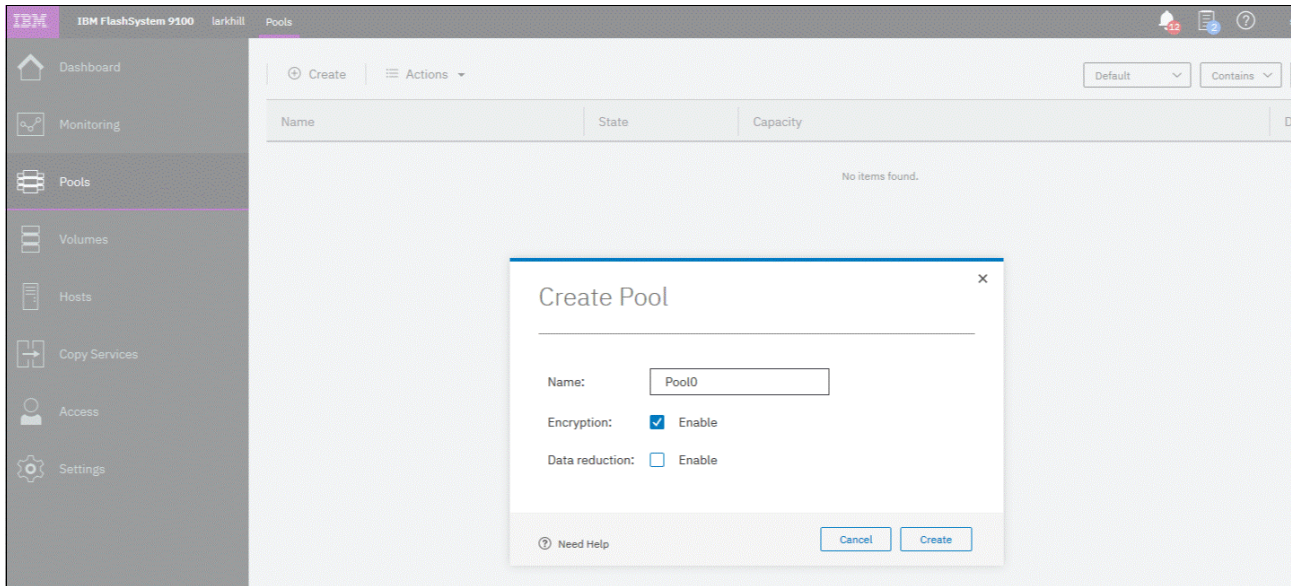 IBM IBM FlashSystem 9100 larkhill Pools 12 2 ?
Dashboard
Create Actions Default Contains
Name State Capacity D
Monitoring
No items found.
Pools
Volumes
Create Pool ×
Hosts
Copy Services
Name: Pool0
Access
Encryption: Enable
Data reduction: Enable
Settings
? Need Help Cancel Create